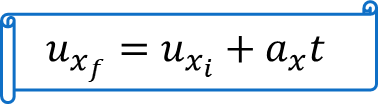 $u_{x_f} = u_{x_i} + a_x t$